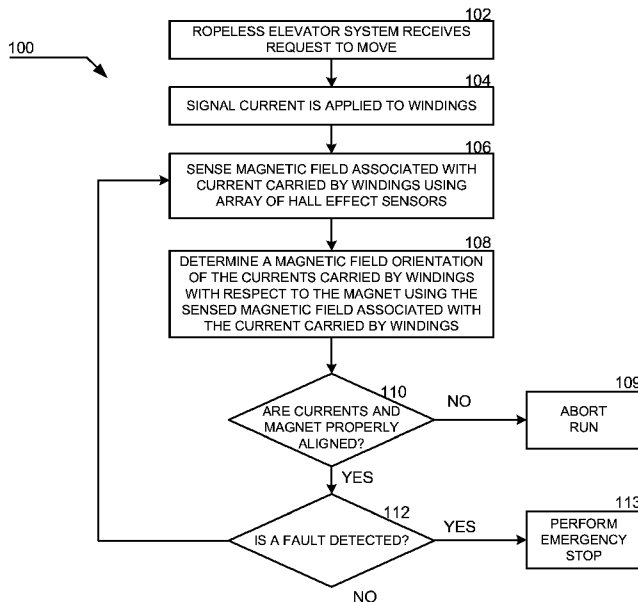 102
ROPELESS ELEVATOR SYSTEM RECEIVES
REQUEST TO MOVE
100
104
SIGNAL CURRENT IS APPLIED TO WINDINGS
106
SENSE MAGNETIC FIELD ASSOCIATED WITH
CURRENT CARRIED BY WINDINGS USING
ARRAY OF HALL EFFECT SENSORS
108
DETERMINE A MAGNETIC FIELD ORIENTATION
OF THE CURRENTS CARRIED BY WINDINGS
WITH RESPECT TO THE MAGNET USING THE
SENSED MAGNETIC FIELD ASSOCIATED WITH
THE CURRENT CARRIED BY WINDINGS
110
ARE CURRENTS AND
MAGNET PROPERLY
ALIGNED?
NO
109
ABORT
RUN
YES
112
IS A FAULT DETECTED?
YES
113
PERFORM
EMERGENCY
STOP
NO